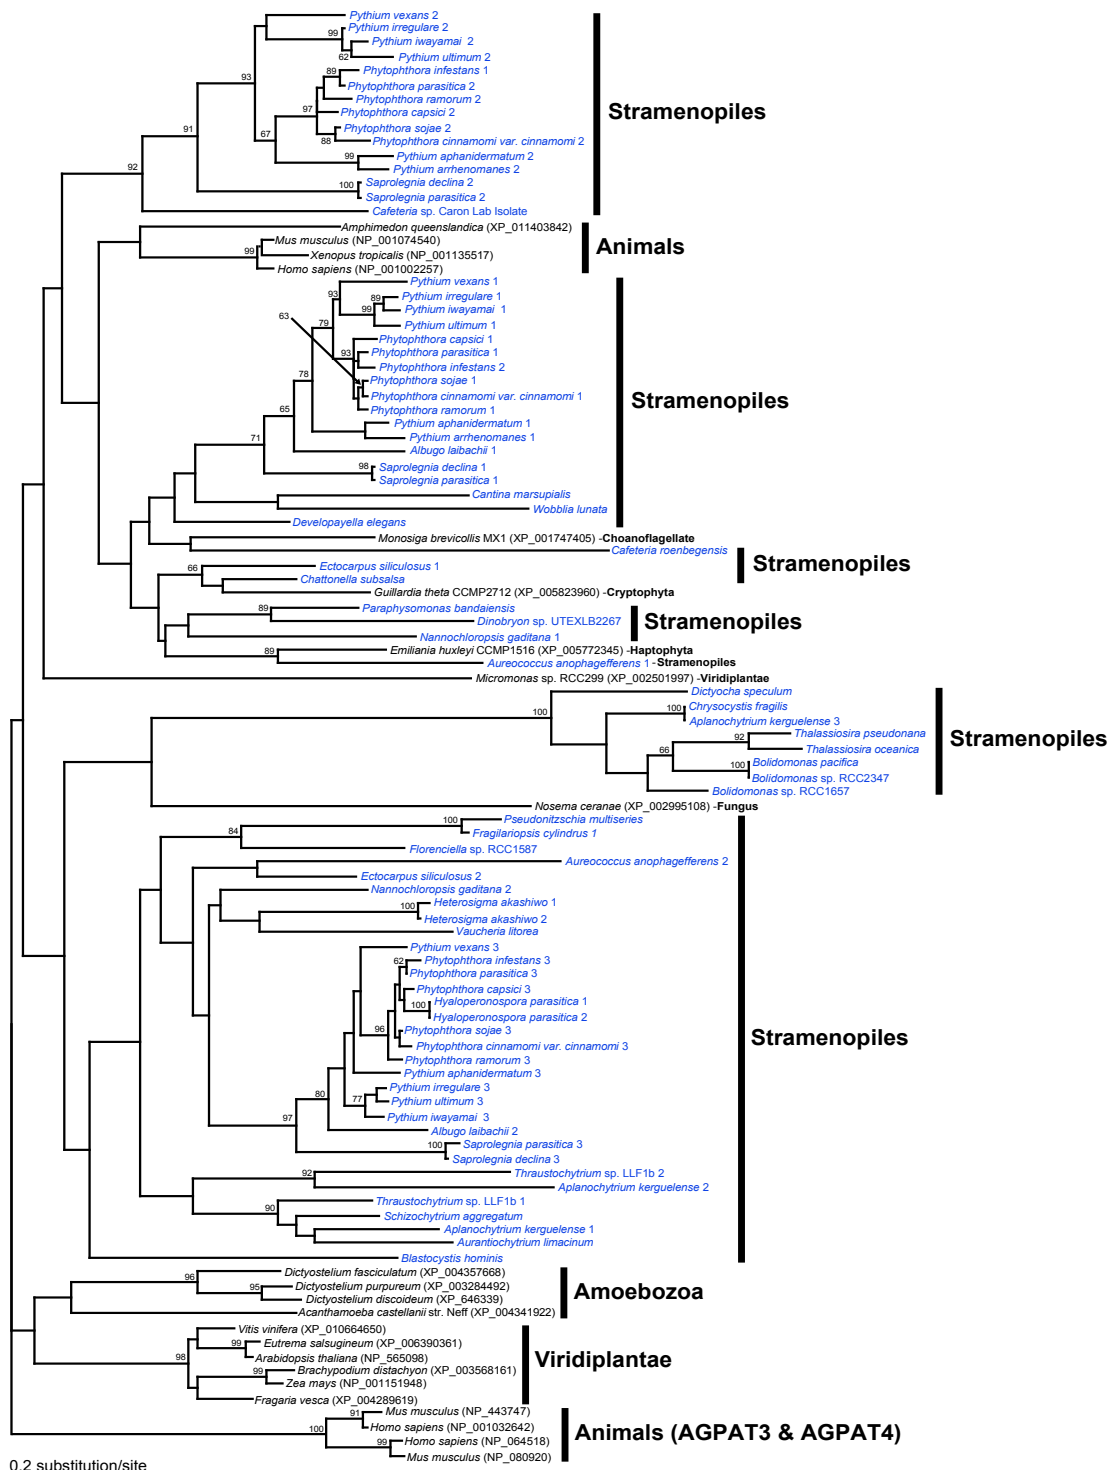 Pythium vexans 2
99 Pythium irregulare 2
Pythium iwayamai 2
62 Pythium ultimum 2
89 Phytophthora infestans 1
93 Phytophthora parasitica 2
Phytophthora ramorum 2
97 Phytophthora capsici 2
Stramenopiles
91 Phytophthora sojae 2
67 88 Phytophthora cinnamomi var. cinnamomi 2
99 Pythium aphanidermatum 2
92 Pythium arrhenomanes 2
100 Saprolegnia declina 2
Saprolegnia parasitica 2
Cafeteria sp. Caron Lab Isolate
Amphimedon queenslandica (XP_011403842)
Mus musculus (NP_001074540)
99 Xenopus tropicalis (NP_001135517)
Animals
Homo sapiens (NP_001002257)
Pythium vexans 1
93 89 Pythium irregulare 1
99 Pythium iwayamai 1
63 79 Pythium ultimum 1
Phytophthora capsici 1
93 Phytophthora parasitica 1
Phytophthora infestans 2
78 Phytophthora sojae 1
Phytophthora cinnamomi var. cinnamomi 1
Stramenopiles
65 Phytophthora ramorum 1
Pythium aphanidermatum 1
71 Pythium arrhenomanes 1
Albugo laibachii 1
98 Saprolegnia declina 1
Saprolegnia parasitica 1
Cantina marsupialis
Wobblia lunata
Developayella elegans
Monosiga brevicollis MX1 (XP_001747405) -Choanoflagellate
Cafeteria roenbegensis
Stramenopiles
66 Ectocarpus siliculosus 1
Chattonella subsalsa
Guillardia theta CCMP2712 (XP_005823960) -Cryptophyta
89 Paraphysomonas bandaiensis
Dinobryon sp. UTEXLB2267
Stramenopiles
Nannochloropsis gaditana 1
89 Emiliania huxleyi CCMP1516 (XP_005772345) -Haptophyta
Aureococcus anophagefferens 1 -Stramenopiles
Micromonas sp. RCC299 (XP_002501997) -Viridiplantae
Dictyocha speculum
100 100 Chrysocystis fragilis
Aplanochytrium kerguelense 3
92 Thalassiosira pseudonana
Stramenopiles
66 Thalassiosira oceanica
100 Bolidomonas pacifica
Bolidomonas sp. RCC2347
Bolidomonas sp. RCC1657
Nosema ceranae (XP_002995108) -Fungus
100 Pseudonitzschia multiseries
84 Fragilariopsis cylindrus 1
Florenciella sp. RCC1587
Aureococcus anophagefferens 2
Ectocarpus siliculosus 2
Nannochloropsis gaditana 2
100 Heterosigma akashiwo 1
Heterosigma akashiwo 2
Vaucheria litorea
Pythium vexans 3
62 Phytophthora infestans 3
Phytophthora parasitica 3
Phytophthora capsici 3
100 Hyaloperonospora parasitica 1
Hyaloperonospora parasitica 2
96 Phytophthora sojae 3
Stramenopiles
Phytophthora cinnamomi var. cinnamomi 3
Phytophthora ramorum 3
Pythium aphanidermatum 3
80 Pythium irregulare 3
77 Pythium ultimum 3
97 Pythium iwayamai 3
Albugo laibachii 2
100 Saprolegnia parasitica 3
Saprolegnia declina 3
92 Thraustochytrium sp. LLF1b 2
Aplanochytrium kerguelense 2
90 Thraustochytrium sp. LLF1b 1
Schizochytrium aggregatum
Aplanochytrium kerguelense 1
Aurantiochytrium limacinum
Blastocystis hominis
96 Dictyostelium fasciculatum (XP_004357668)
95 Dictyostelium purpureum (XP_003284492)
Amoebozoa
Dictyostelium discoideum (XP_646339)
Acanthamoeba castellanii str. Neff (XP_004341922)
Vitis vinifera (XP_010664650)
99 Eutrema salsugineum (XP_006390361)
98 Arabidopsis thaliana (NP_565098)
Viridiplantae
99 Brachypodium distachyon (XP_003568161)
Zea mays (NP_001151948)
Fragaria vesca (XP_004289619)
91 Mus musculus (NP_443747)
100 Homo sapiens (NP_001032642)
Animals (AGPAT3 & AGPAT4)
99 Homo sapiens (NP_064518)
Mus musculus (NP_080920)
0.2 substitution/site